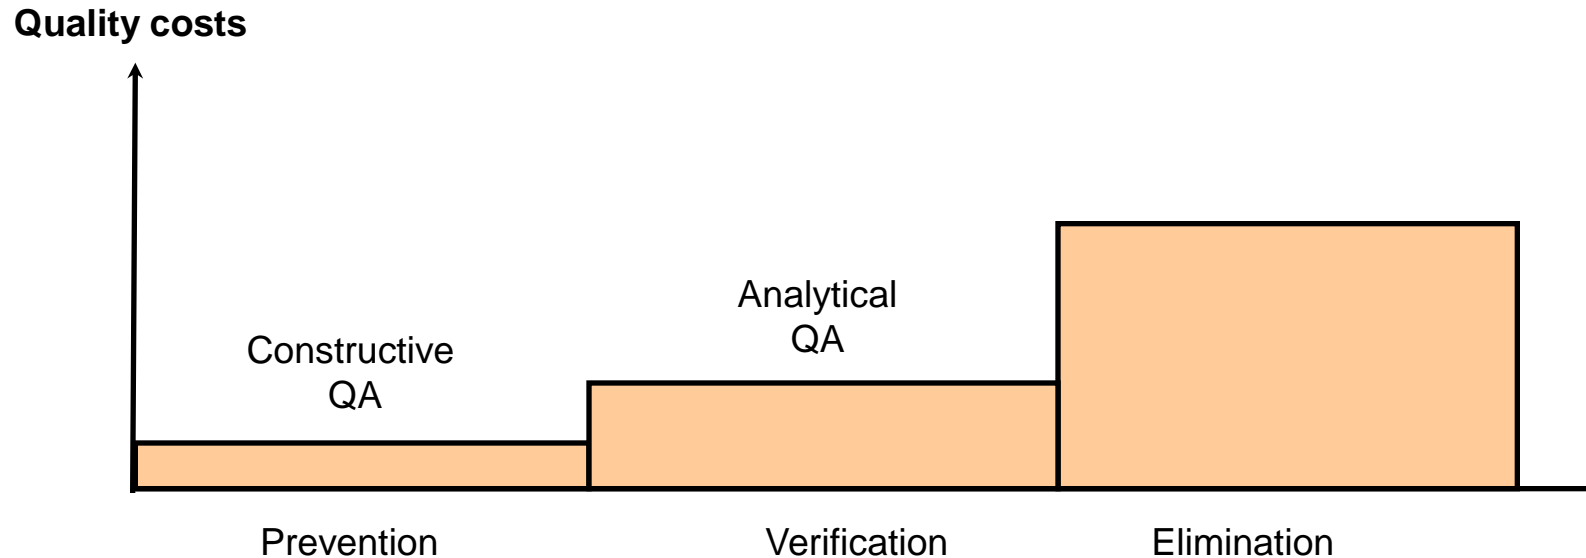 Quality costs
Analytical
QA
Constructive
QA
Prevention
Verification
Elimination